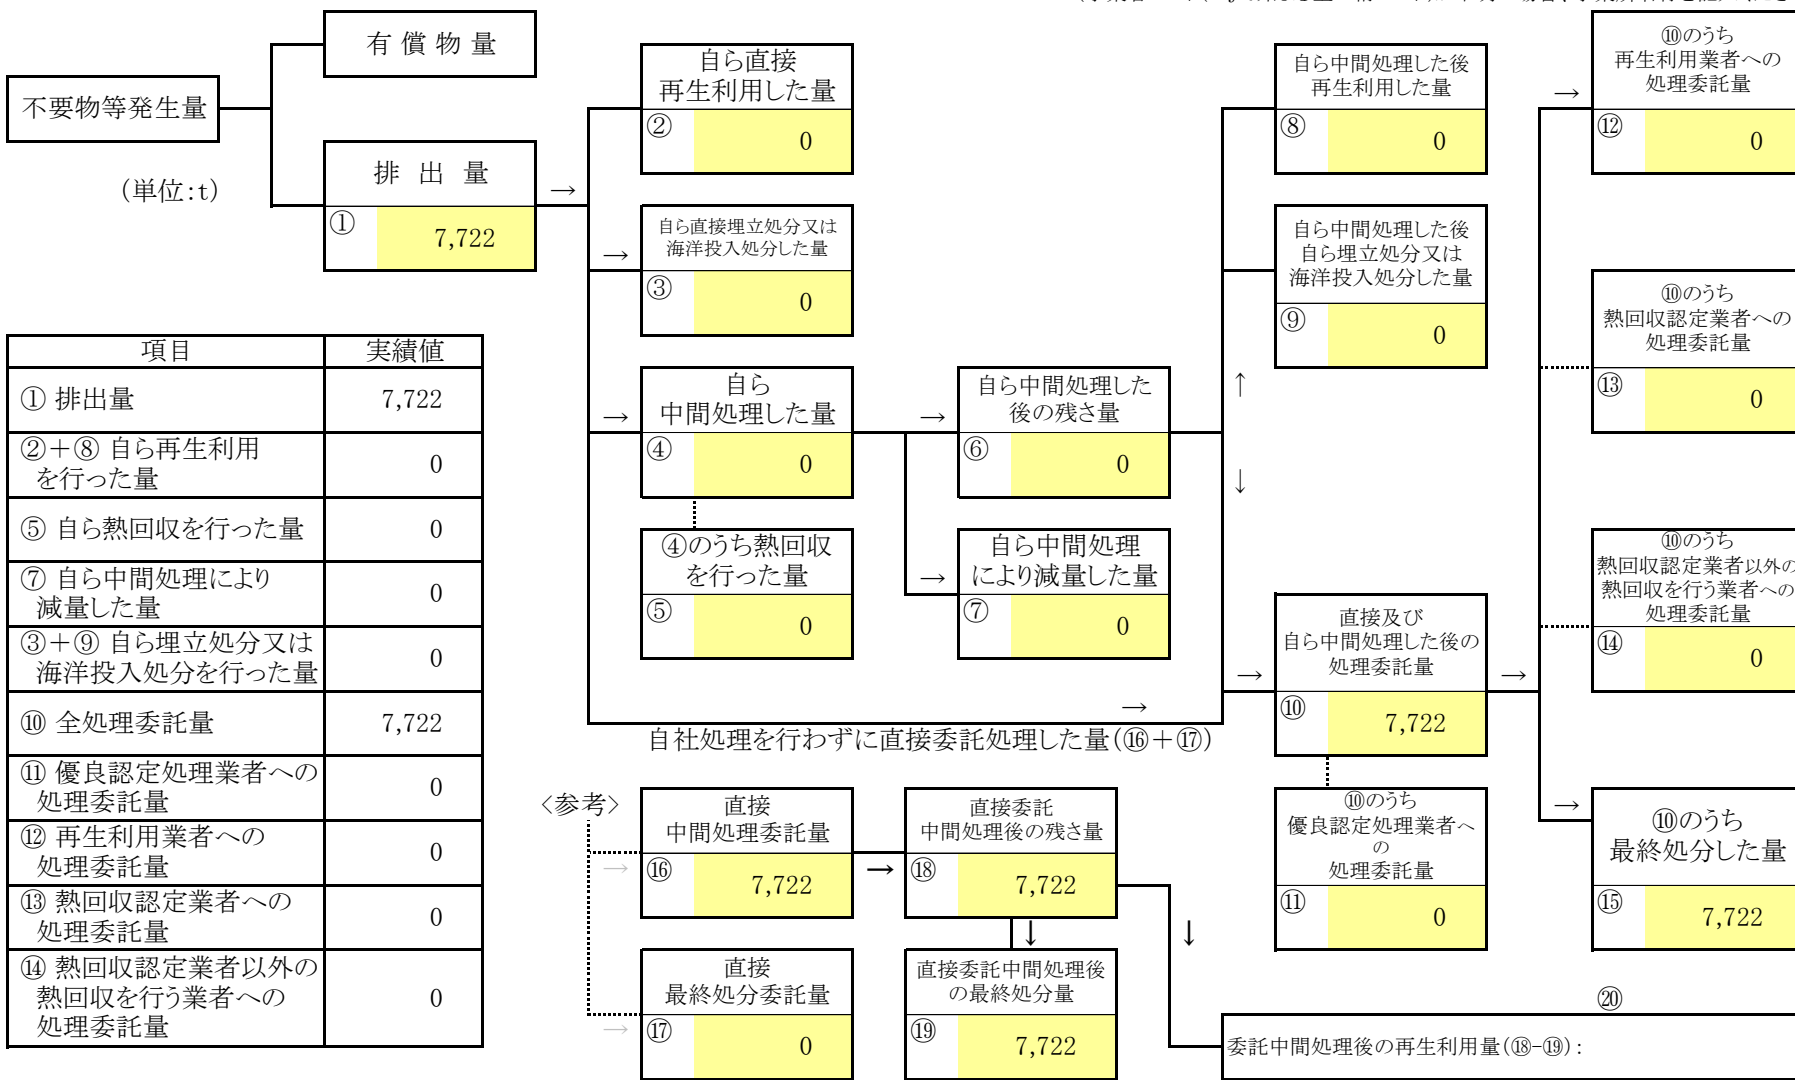 有償物量
不要物等発生量
排出量
①
7,722
(単位:t)
→
自ら直接
再生利用した量
②
0
→
自ら直接埋立処分又は
海洋投入処分した量
③
0
→
自ら
中間処理した量
④
0
④のうち熱回収
を行った量
⑤
0
→
自ら中間処理した
後の残さ量
⑥
0
→
自ら中間処理
により減量した量
⑦
0
→
自社処理を行わずに直接委託処理した量(⑯+⑰)
自ら中間処理した後
再生利用した量
⑧
0
自ら中間処理した後
自ら埋立処分又は
海洋投入処分した量
⑨
0
↑
↓
→
直接及び
自ら中間処理した後の
処理委託量
⑩
7,722
⑩のうち
優良認定処理業者へ
の
処理委託量
⑪
0
→
→
⑩のうち
再生利用業者への
処理委託量
⑫
0
⑩のうち
熱回収認定業者への
処理委託量
⑬
0
⑩のうち
熱回収認定業者以外の
熱回収を行う業者への
処理委託量
⑭
0
→
⑩のうち
最終処分した量
⑮
7,722
項目 実績値
① 排出量 7,722
②+⑧ 自ら再生利用
を行った量 0
⑤ 自ら熱回収を行った量 0
⑦ 自ら中間処理により
減量した量 0
③+⑨ 自ら埋立処分又は
海洋投入処分を行った量 0
⑩ 全処理委託量 7,722
⑪ 優良認定処理業者への
処理委託量 0
⑫ 再生利用業者への
処理委託量 0
⑬ 熱回収認定業者への
処理委託量 0
⑭ 熱回収認定業者以外の
熱回収を行う業者への
処理委託量 0
〈参考〉
→
直接
中間処理委託量
⑯
7,722
→
直接委託
中間処理後の残さ量
⑱
7,722
↓
↓
→
直接
最終処分委託量
⑰
0
直接委託中間処理後
の最終処分量
⑲
7,722
⑳
委託中間処理後の再生利用量(⑱-⑲):